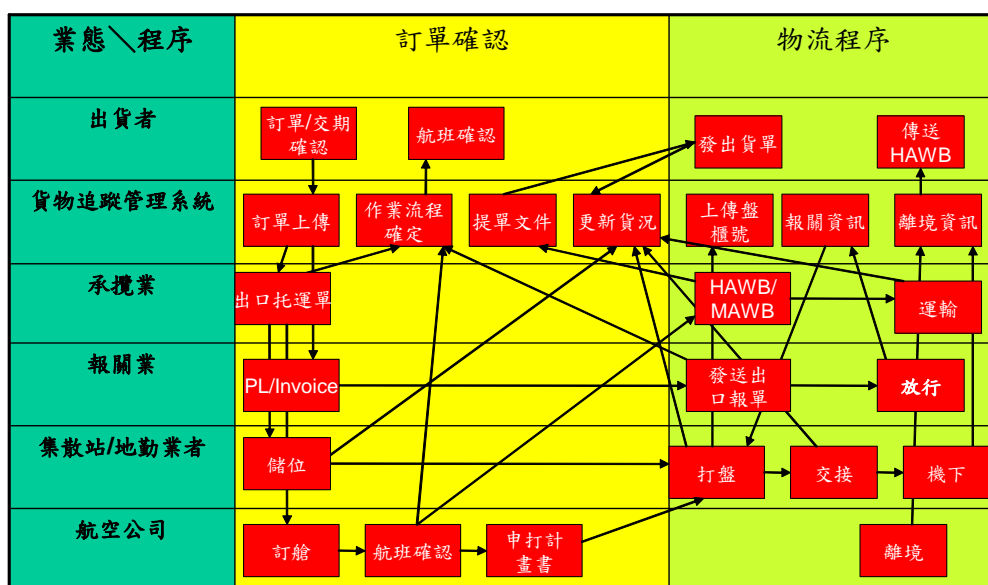 業態＼程序
訂單確認
物流程序
出貨者
訂單/交期
確認
航班確認
發出貨單
傳送
HAWB
貨物追蹤管理系統
訂單上傳
作業流程
確定
提單文件
更新貨況
上傳盤
櫃號
報關資訊
離境資訊
承攬業
出口托運單
HAWB/
MAWB
運輸
報關業
PL/Invoice
發送出
口報單
放行
集散站/地勤業者
儲位
打盤
交接
機下
航空公司
訂艙
航班確認
申打計
畫書
離境